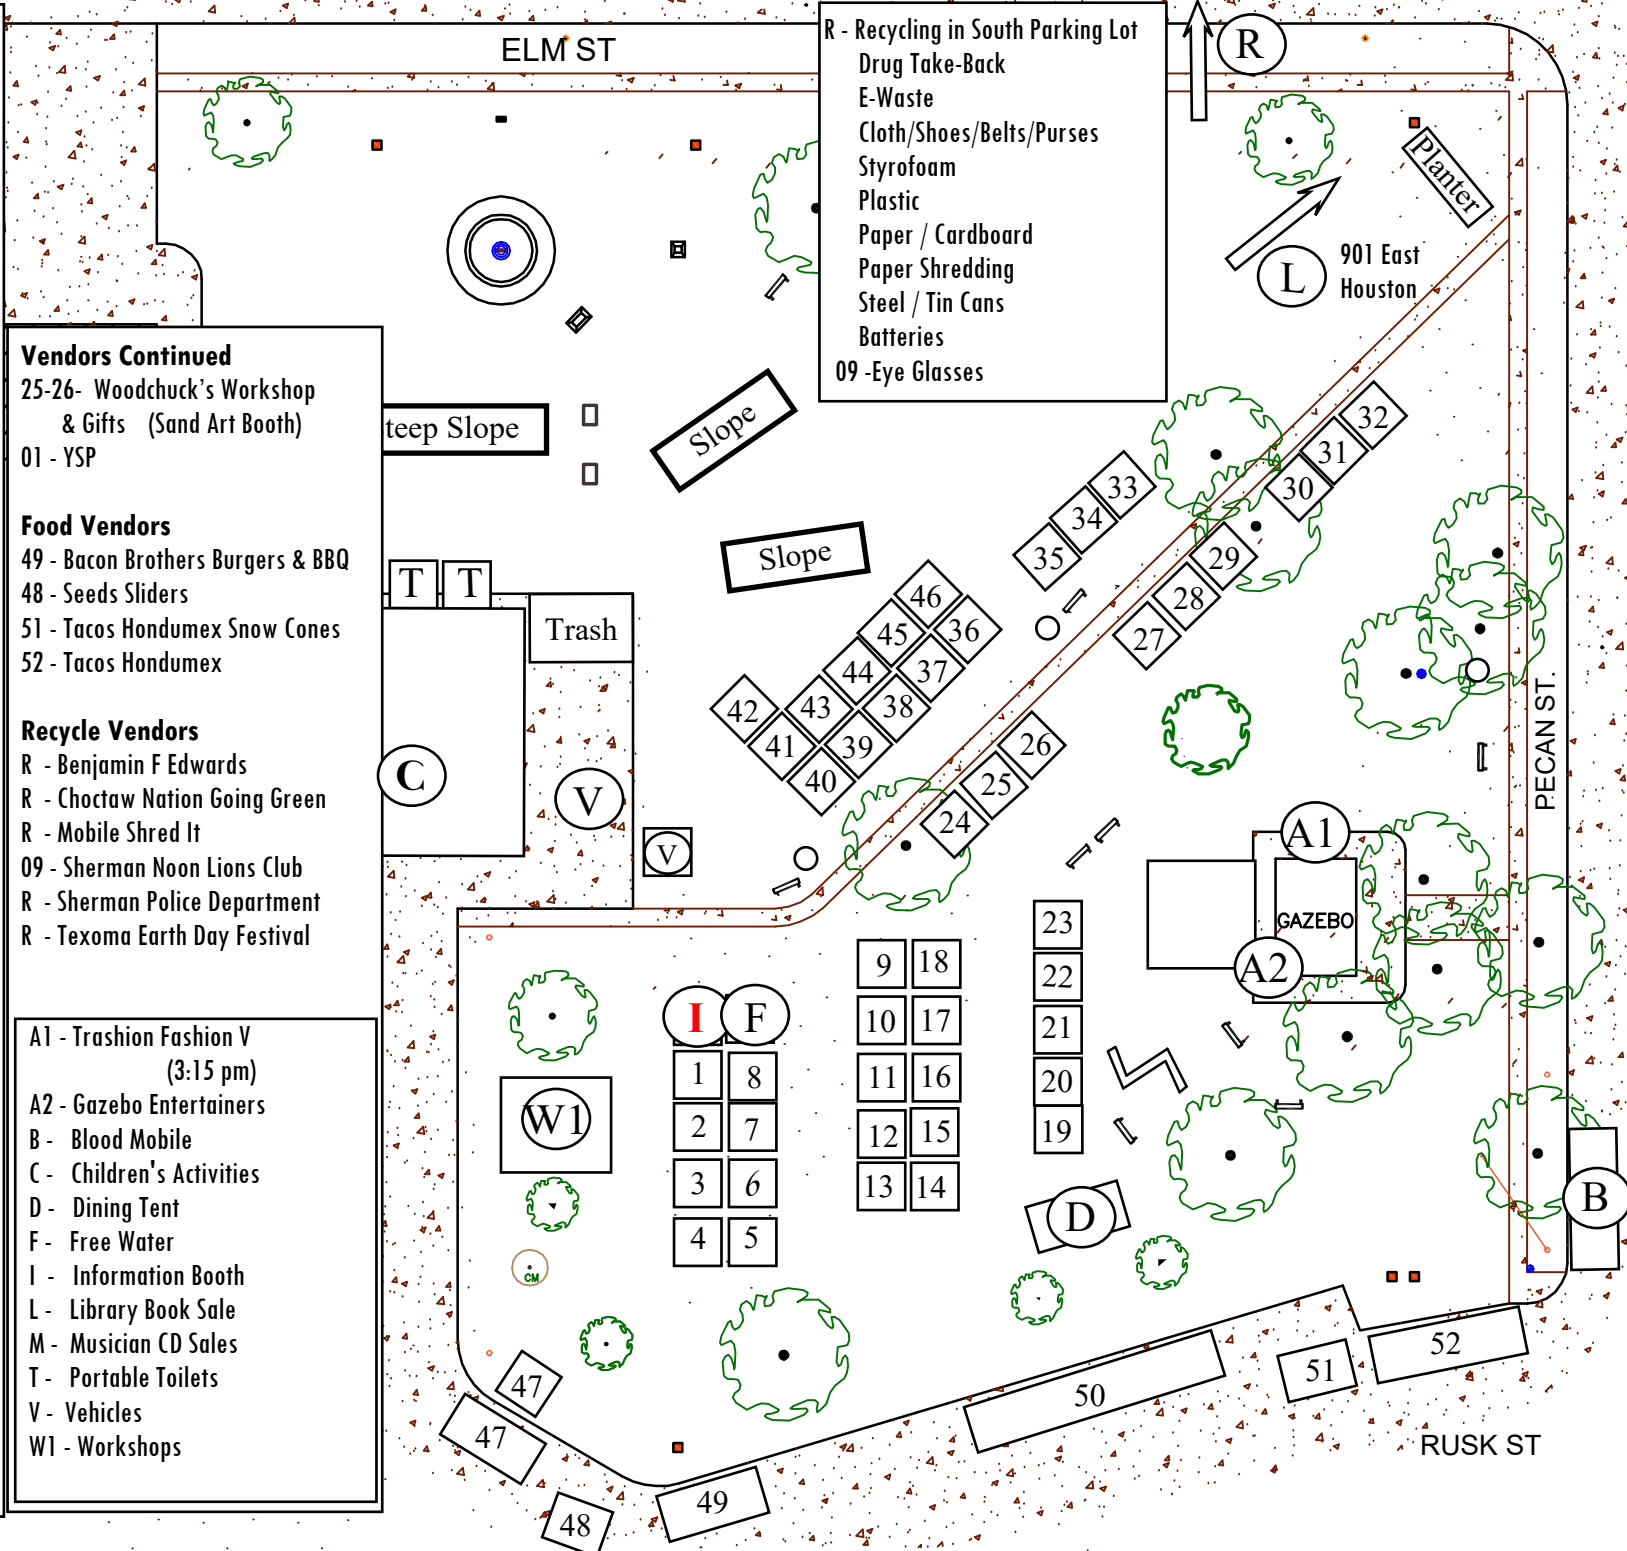 ELM ST
R - Recycling in South Parking Lot
Drug Take-Back
E-Waste
Cloth/Shoes/Belts/Purses
Styrofoam
Plastic
Paper / Cardboard
Paper Shredding
Steel / Tin Cans
Batteries
09 -Eye Glasses
R
Planter
L
901 East
Houston
Vendors Continued
25-26- Woodchuck's Workshop
& Gifts (Sand Art Booth)
01 - YSP
Food Vendors
49 - Bacon Brothers Burgers & BBQ
48 - Seeds Sliders
51 - Tacos Hondumex Snow Cones
52 - Tacos Hondumex
Recycle Vendors
R - Benjamin F Edwards
R - Choctaw Nation Going Green
R - Mobile Shred It
09 - Sherman Noon Lions Club
R - Sherman Police Department
R - Texoma Earth Day Festival
A1 - Trashion Fashion V
(3:15 pm)
A2 - Gazebo Entertainers
B - Blood Mobile
C - Children's Activities
D - Dining Tent
F - Free Water
I - Information Booth
L - Library Book Sale
M - Musician CD Sales
T - Portable Toilets
V - Vehicles
W1 - Workshops
teep Slope
Slope
Slope
T
T
Trash
C
V
V
32
31
30
33
34
35
29
28
27
46
45
36
44
37
43
38
42
41
39
40
26
25
24
PECAN ST.
A1
GAZEBO
A2
23
22
21
20
19
9
18
10
17
11
16
12
15
13
14
I
F
1
8
2
7
3
6
4
5
W1
CM
D
B
47
47
48
49
50
51
52
RUSK ST